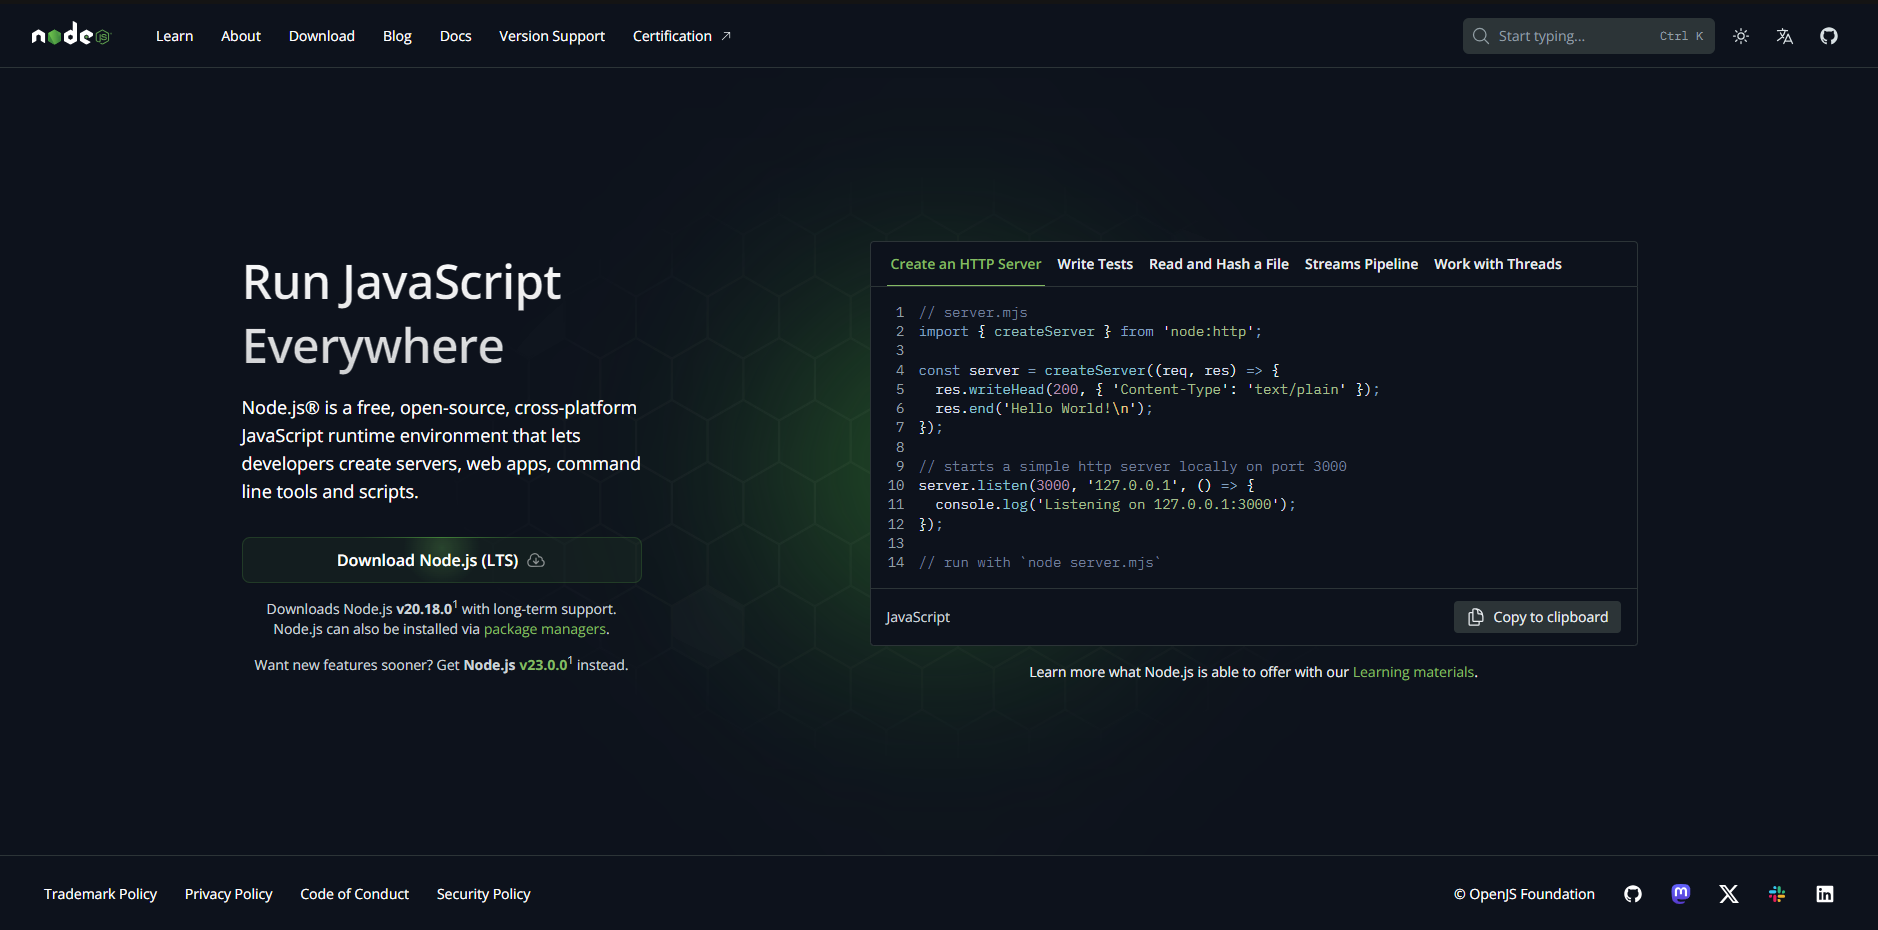 node JS
Learn About Download Blog Docs Version Support Certification
Start typing... Ctrl K
Run JavaScript
Everywhere
Node.js® is a free, open-source, cross-platform
JavaScript runtime environment that lets
developers create servers, web apps, command
line tools and scripts.
Download Node.js (LTS)
Downloads Node.js v20.18.0¹ with long-term support.
Node.js can also be installed via package managers.
Want new features sooner? Get Node.js v23.0.0¹ instead.
Create an HTTP Server Write Tests Read and Hash a File Streams Pipeline Work with Threads
1 // server.mjs
2 import { createServer } from 'node:http';
3
4 const server = createServer((req, res) => {
5   res.writeHead(200, { 'Content-Type': 'text/plain' });
6   res.end('Hello World!\n');
7 });
8
9 // starts a simple http server locally on port 3000
10 server.listen(3000, '127.0.0.1', () => {
11   console.log('Listening on 127.0.0.1:3000');
12 });
13
14 // run with `node server.mjs`
JavaScript
Copy to clipboard
Learn more what Node.js is able to offer with our Learning materials.
Trademark Policy Privacy Policy Code of Conduct Security Policy
© OpenJS Foundation